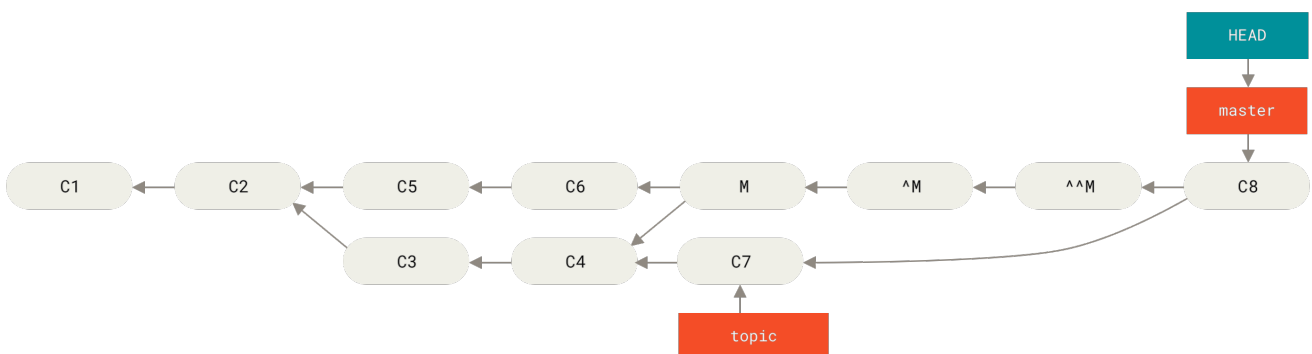 HEAD
master
C1 C2 C5 C6 M ^M ^^M C8
C3 C4 C7
topic